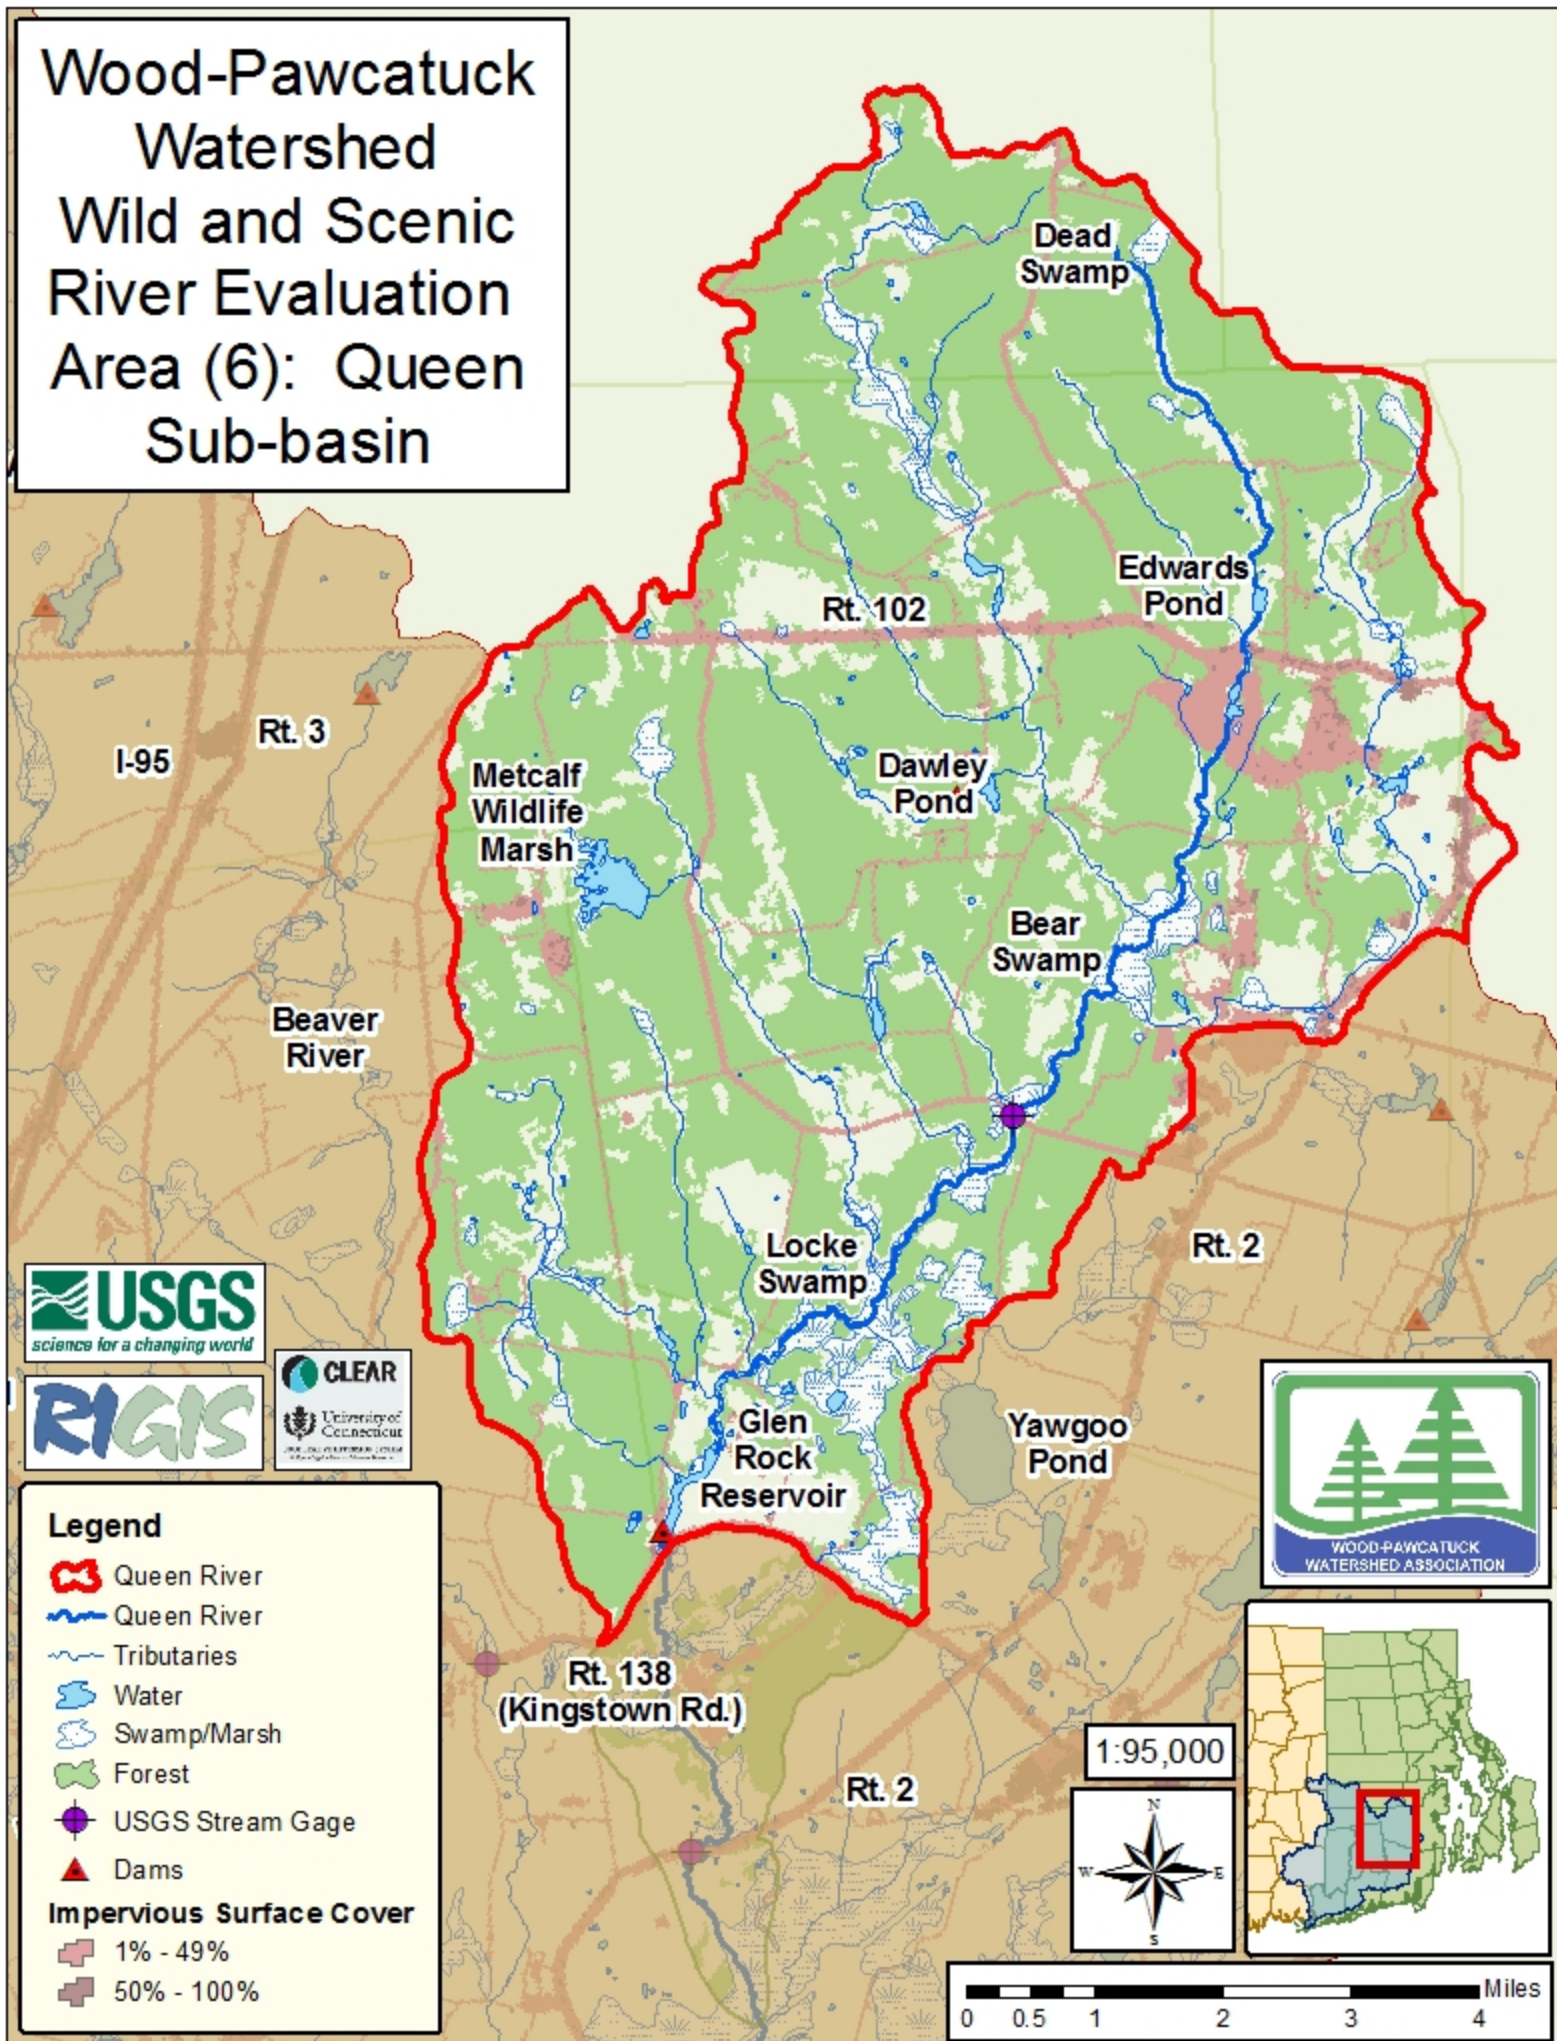 Wood-Pawcatuck
Watershed
Wild and Scenic
River Evaluation
Area (6): Queen
Sub-basin
Dead
Swamp
Edwards
Pond
Rt. 102
Rt. 3
I-95
Metcalf
Wildlife
Marsh
Dawley
Pond
Bear
Swamp
Beaver
River
Rt. 2
Locke
Swamp
USGS
science for a changing world
CLEAR
University of
Connecticut
RIGIS
Glen
Rock
Reservoir
Yawgoo
Pond
WOOD-PAWCATUCK
WATERSHED ASSOCIATION
Legend
Queen River
Queen River
Tributaries
Water
Swamp/Marsh
Forest
USGS Stream Gage
Dams
Impervious Surface Cover
1% - 49%
50% - 100%
Rt. 138
(Kingstown Rd.)
Rt. 2
1:95,000
N
W E
S
Miles
0 0.5 1 2 3 4